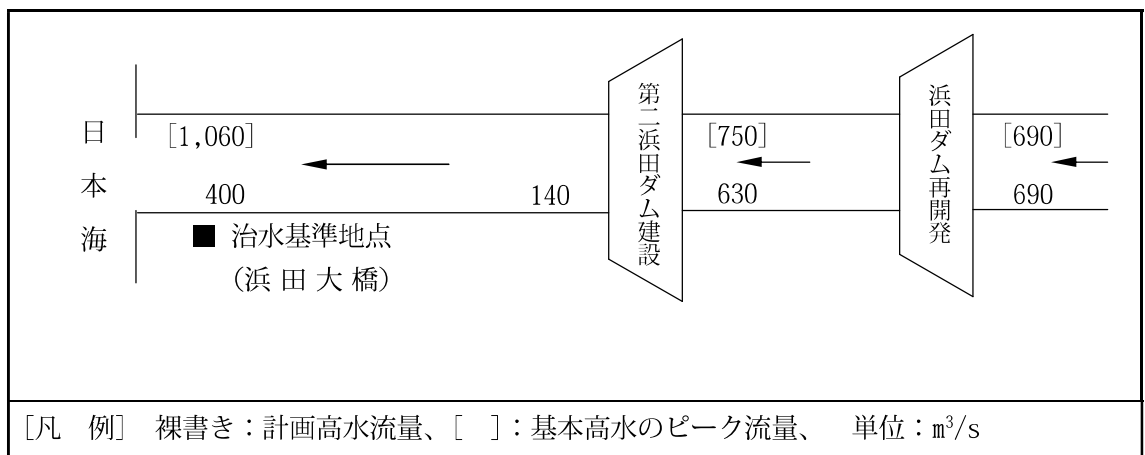 日本海
[1,060]
400
■ 治水基準地点
(浜田大橋)
140
第二浜田ダム建設
[750]
630
浜田ダム再開発
[690]
690
[凡 例] 裸書き:計画高水流量、[ ]:基本高水のピーク流量、 単位:m³/s